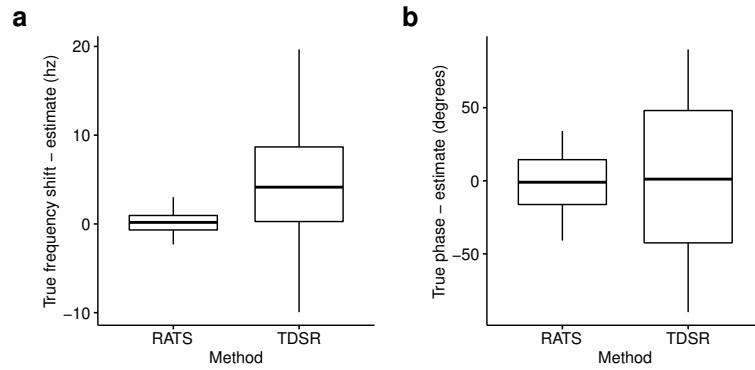 a
True frequency shift − estimate (hz)
20
10
0
−10
RATS
TDSR
Method
b
True phase − estimate (degrees)
50
0
−50
RATS
TDSR
Method